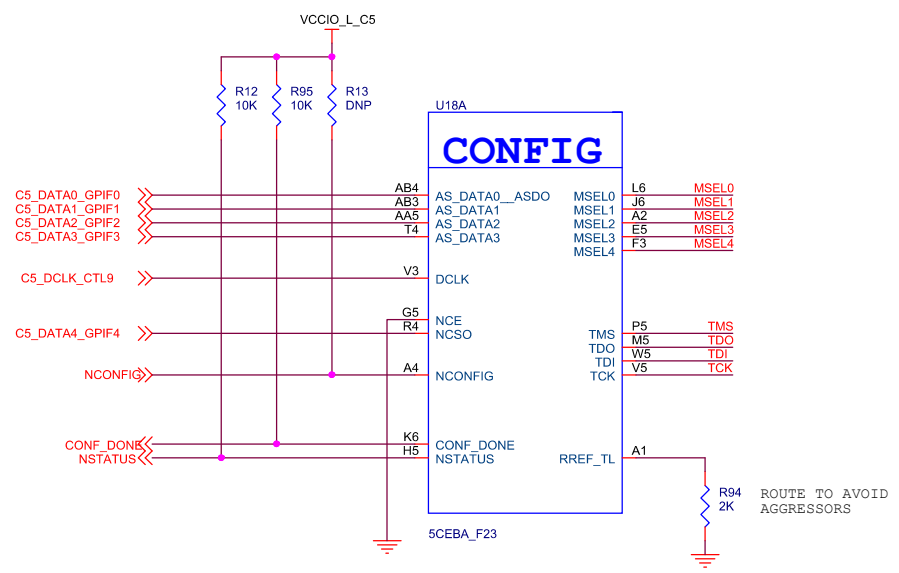 VCCIO_L_C5
R12
10K
R95
10K
R13
DNP
U18A
CONFIG
C5_DATA0_GPIF0
AB4
AS_DATA0__ASDO
MSEL0
L6
MSEL0
C5_DATA1_GPIF1
AB3
AS_DATA1
MSEL1
J6
MSEL1
C5_DATA2_GPIF2
AA5
AS_DATA2
MSEL2
A2
MSEL2
C5_DATA3_GPIF3
T4
AS_DATA3
MSEL3
E5
MSEL3
MSEL4
F3
MSEL4
C5_DCLK_CTL9
V3
DCLK
G5
NCE
C5_DATA4_GPIF4
R4
NCSO
TMS
P5
TMS
TDO
M5
TDO
TDI
W5
TDI
NCONFIG
A4
NCONFIG
TCK
V5
TCK
CONF_DONE
K6
CONF_DONE
NSTATUS
H5
NSTATUS
RREF_TL
A1
R94
2K
ROUTE TO AVOID
AGGRESSORS
5CEBA_F23